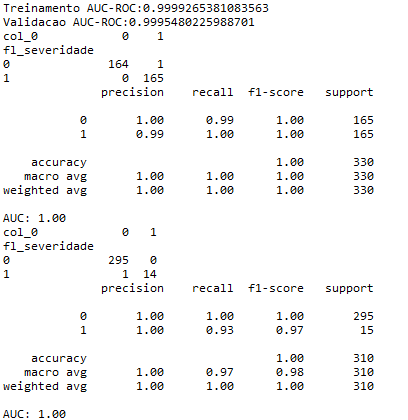 Treinamento AUC-ROC:0.9999265381083563
Validacao AUC-ROC:0.9995480225988701
col_0 0 1
fl_severidade
0 164 1
1 0 165
precision recall f1-score support
0 1.00 0.99 1.00 165
1 0.99 1.00 1.00 165
accuracy 1.00 330
macro avg 1.00 1.00 1.00 330
weighted avg 1.00 1.00 1.00 330
AUC: 1.00
col_0 0 1
fl_severidade
0 295 0
1 1 14
precision recall f1-score support
0 1.00 1.00 1.00 295
1 1.00 0.93 0.97 15
accuracy 1.00 310
macro avg 1.00 0.97 0.98 310
weighted avg 1.00 1.00 1.00 310
AUC: 1.00